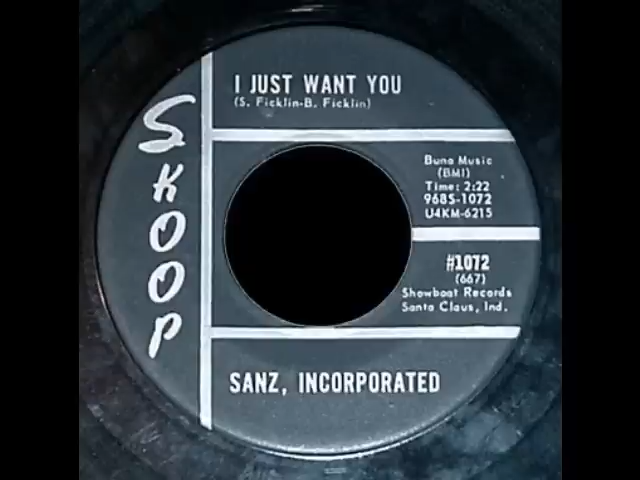 I JUST WANT YOU
(S. Ficklin-B. Ficklin)
SKOOP
Buna Music
(BMI)
Time: 2:22
968S-1072
U4KM-6215
#1072
(667)
Showboat Records
Santa Claus, Ind.
SANZ, INCORPORATED